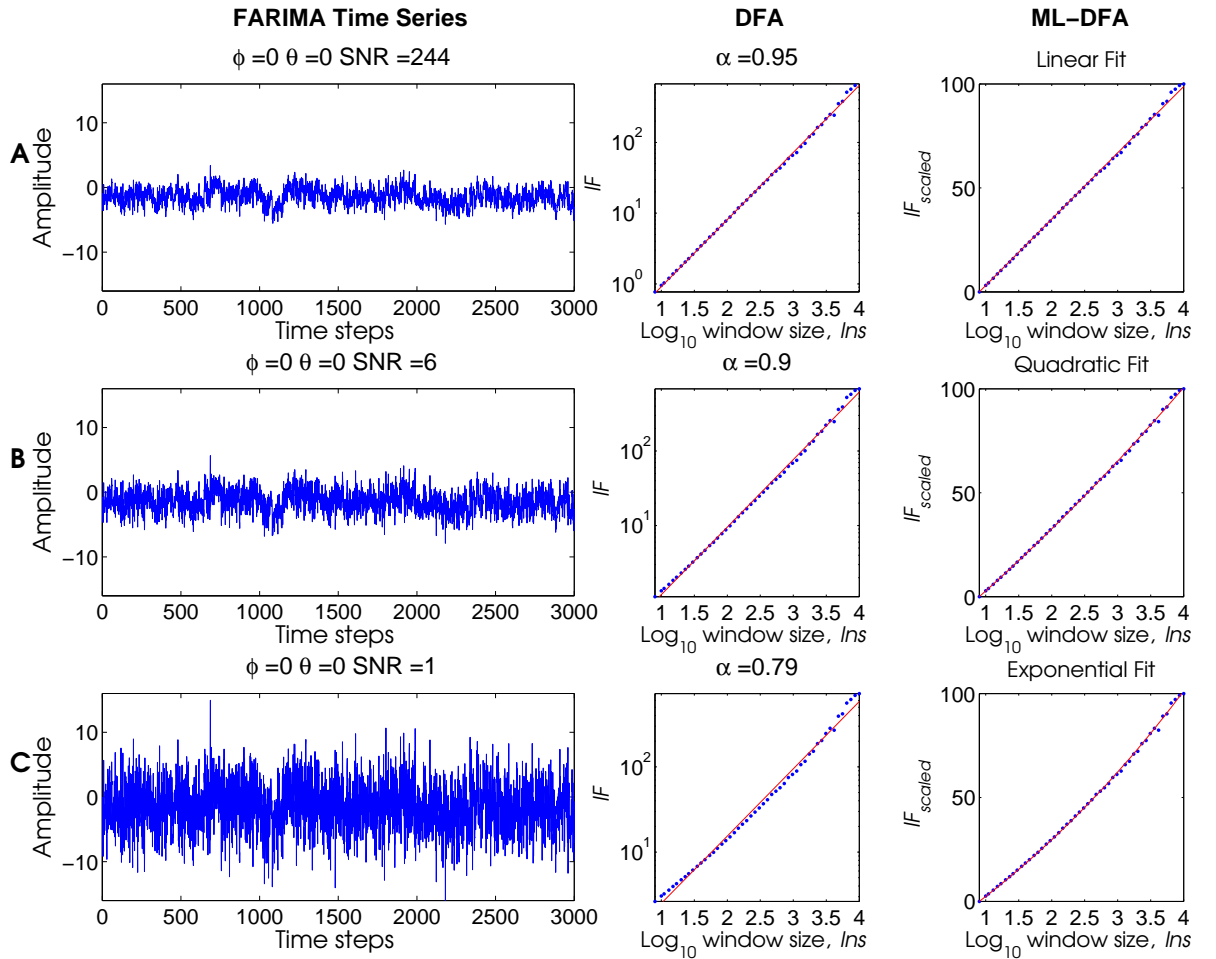 FARIMA Time Series
DFA
ML−DFA
ϕ =0 θ =0 SNR =244
α =0.95
Linear Fit
A
Amplitude
10
0
−10
0 500 1000 1500 2000 2500 3000
Time steps
IF
10²
10¹
10⁰
1 1.5 2 2.5 3 3.5 4
Log₁₀ window size, lns
IF_scaled
100
50
0
1 1.5 2 2.5 3 3.5 4
Log₁₀ window size, lns
ϕ =0 θ =0 SNR =6
α =0.9
Quadratic Fit
B
Amplitude
10
0
−10
0 500 1000 1500 2000 2500 3000
Time steps
IF
10²
10¹
1 1.5 2 2.5 3 3.5 4
Log₁₀ window size, lns
IF_scaled
100
50
0
1 1.5 2 2.5 3 3.5 4
Log₁₀ window size, lns
ϕ =0 θ =0 SNR =1
α =0.79
Exponential Fit
C
Amplitude
10
0
−10
0 500 1000 1500 2000 2500 3000
Time steps
IF
10²
10¹
1 1.5 2 2.5 3 3.5 4
Log₁₀ window size, lns
IF_scaled
100
50
0
1 1.5 2 2.5 3 3.5 4
Log₁₀ window size, lns